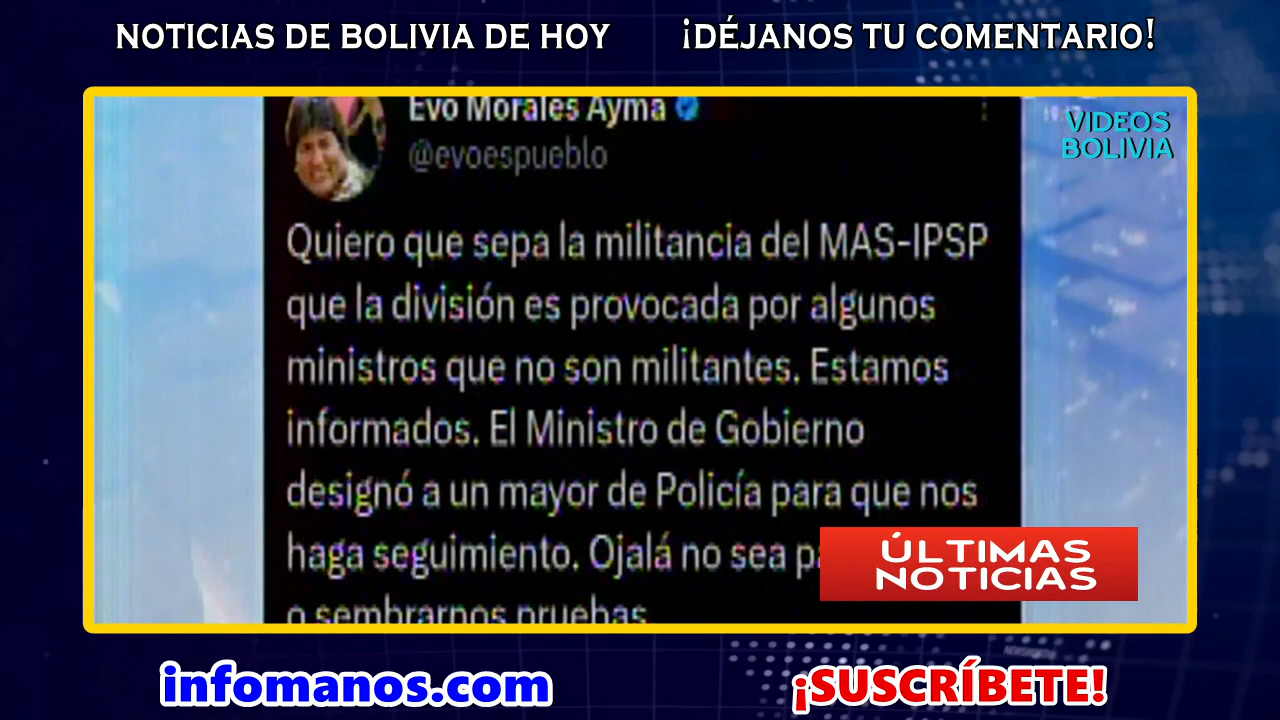 NOTICIAS DE BOLIVIA DE HOY
¡DÉJANOS TU COMENTARIO!
Evo Morales Ayma
VIDEOS
BOLIVIA
@evoespueblo
Quiero que sepa la militancia del MAS-IPSP
que la división es provocada por algunos
ministros que no son militantes. Estamos
informados. El Ministro de Gobierno
designó a un mayor de Policía para que nos
haga seguimiento. Ojalá no sea
o sembrarnos pruebas
ÚLTIMAS
NOTICIAS
infomanos.com
¡SUSCRÍBETE!